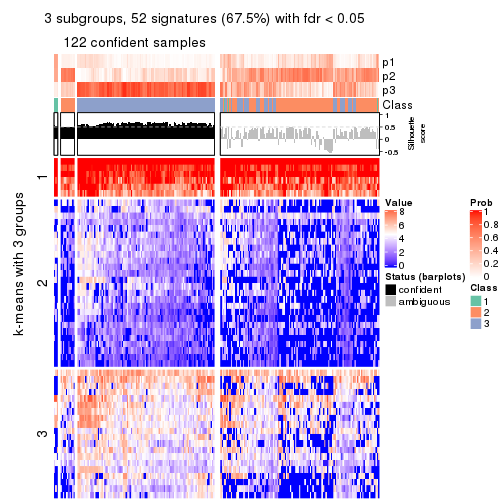 3 subgroups, 52 signatures (67.5%) with fdr < 0.05
122 confident samples
p1
p2
p3
Class
1
0.5
0
-0.5
Silhouette
score
k-means with 3 groups
1
2
3
Value
8
6
4
2
0
Status (barplots)
confident
ambiguous
Prob
1
0.8
0.6
0.4
0.2
0
Class
1
2
3